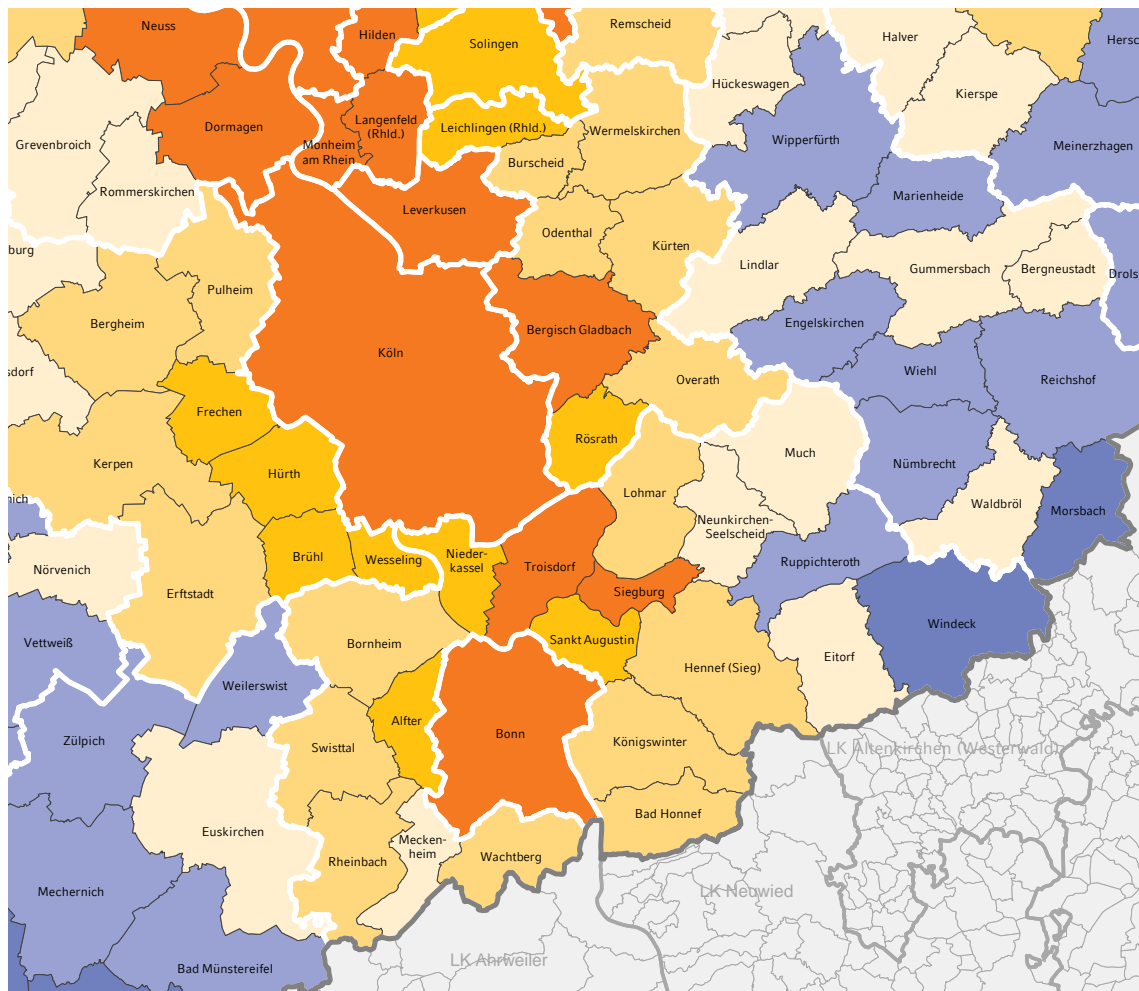 Neuss
Hilden
Solingen
Remscheid
Halver
Hersc
Hückeswagen
Kierspe
Dormagen
Langenfeld
(Rhld.)
Leichlingen (Rhld.)
Wermelskirchen
Wipperfürth
Meinerzhagen
Grevenbroich
Monheim
am Rhein
Burscheid
Rommerskirchen
Marienheide
Leverkusen
Odenthal
Kürten
burg
Lindlar
Gummersbach
Bergneustadt
Drols
Pulheim
Bergheim
Bergisch Gladbach
Engelskirchen
Köln
sdorf
Overath
Wiehl
Reichshof
Frechen
Rösrath
Much
Kerpen
Hürth
Nümbrecht
Lohmar
nich
Waldbröl
Morsbach
Neunkirchen-
Seelscheid
Brühl
Wesseling
Nieder-
kassel
Troisdorf
Ruppichteroth
Nörvenich
Erftstadt
Siegburg
Windeck
Vettweiß
Bornheim
Sankt Augustin
Hennef (Sieg)
Eitorf
Weilerswist
Alfter
Zülpich
Swisttal
Bonn
Königswinter
LK Altenkirchen (Westerwald)
Euskirchen
Bad Honnef
Mecken-
heim
Rheinbach
Wachtberg
Mechernich
LK Neuwied
LK Ahrweiler
Bad Münstereifel